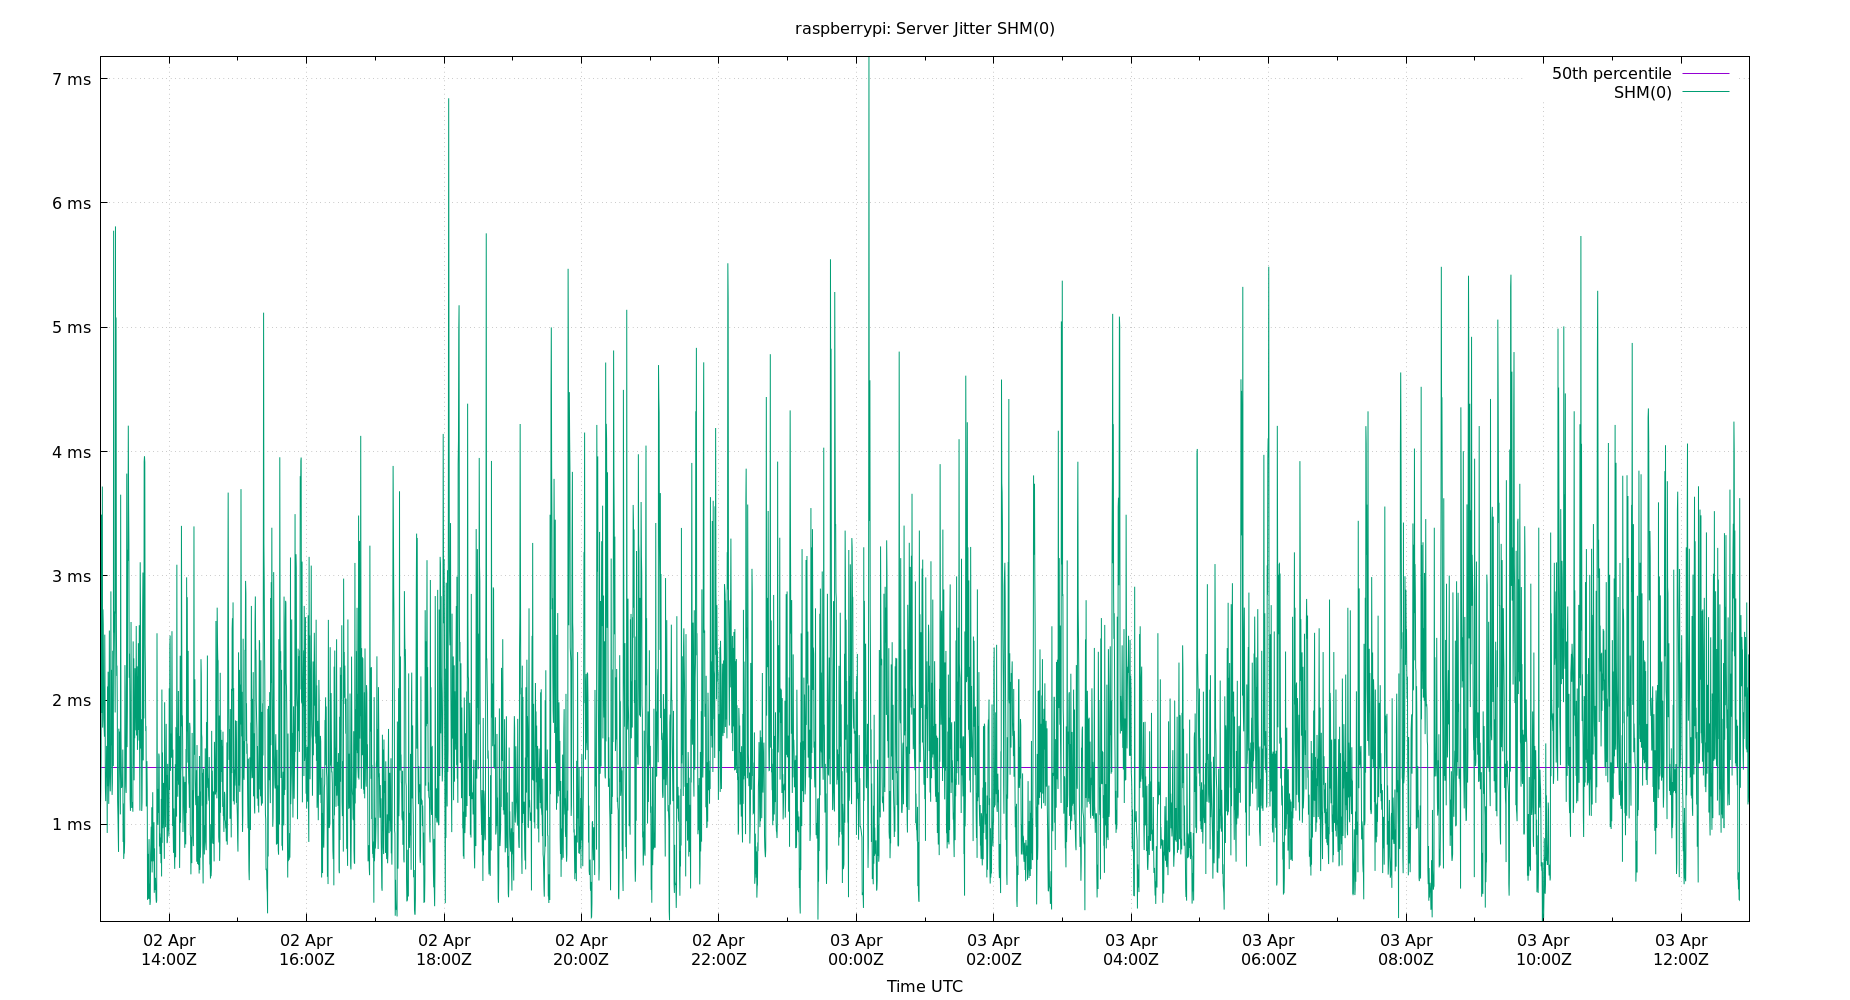 raspberrypi: Server Jitter SHM(0)
50th percentile
SHM(0)
7 ms
6 ms
5 ms
4 ms
3 ms
2 ms
1 ms
02 Apr 02 Apr 02 Apr 02 Apr 02 Apr 03 Apr 03 Apr 03 Apr 03 Apr 03 Apr 03 Apr 03 Apr
14:00Z 16:00Z 18:00Z 20:00Z 22:00Z 00:00Z 02:00Z 04:00Z 06:00Z 08:00Z 10:00Z 12:00Z
Time UTC